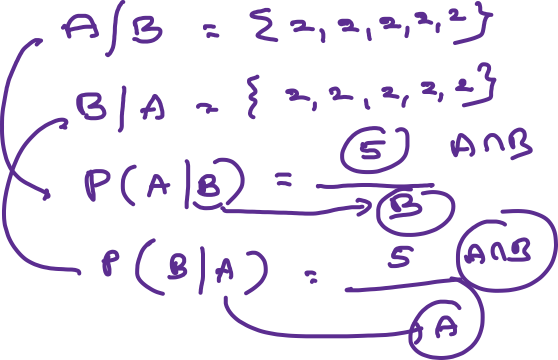 A/B = {2, 2, 2, 2, 2}
B|A = {2, 2, 2, 2, 2}
P(A|B) = 5/B A∩B
P(B|A) = 5/A A∩B